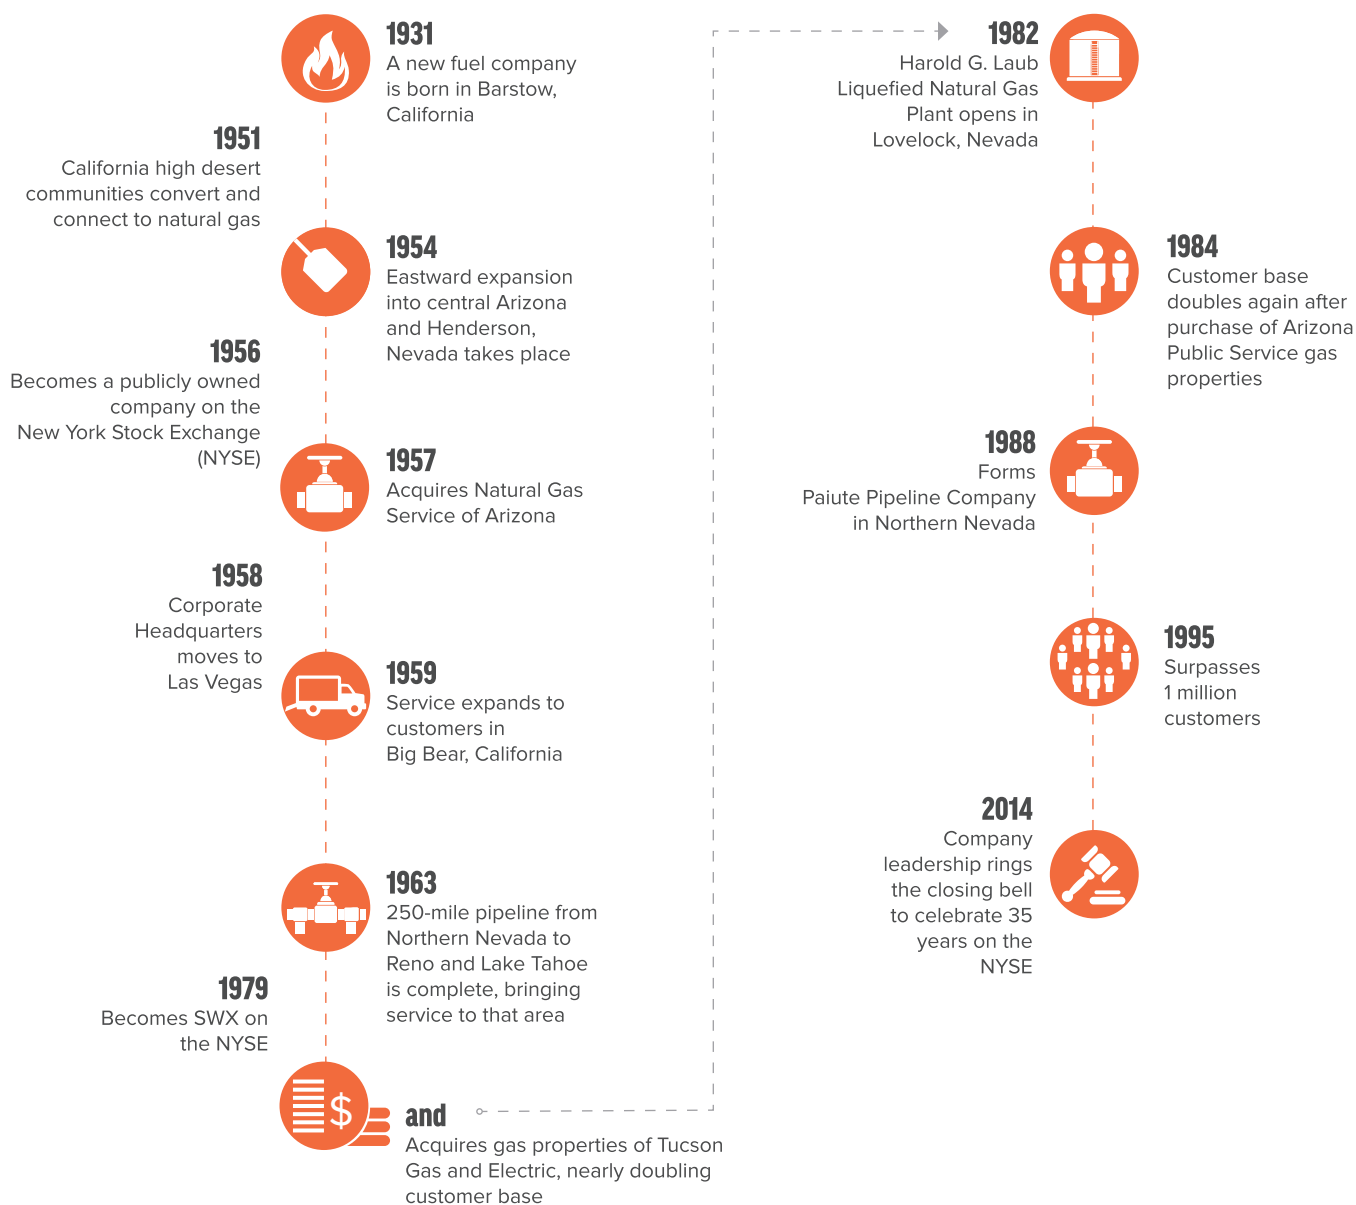 1931
A new fuel company
is born in Barstow,
California
1951
California high desert
communities convert and
connect to natural gas
1954
Eastward expansion
into central Arizona
and Henderson,
Nevada takes place
1956
Becomes a publicly owned
company on the
New York Stock Exchange
(NYSE)
1957
Acquires Natural Gas
Service of Arizona
1958
Corporate
Headquarters
moves to
Las Vegas
1959
Service expands to
customers in
Big Bear, California
1963
250-mile pipeline from
Northern Nevada to
Reno and Lake Tahoe
is complete, bringing
service to that area
1979
Becomes SWX on
the NYSE
$
and
Acquires gas properties of Tucson
Gas and Electric, nearly doubling
customer base
1982
Harold G. Laub
Liquefied Natural Gas
Plant opens in
Lovelock, Nevada
1984
Customer base
doubles again after
purchase of Arizona
Public Service gas
properties
1988
Forms
Paiute Pipeline Company
in Northern Nevada
1995
Surpasses
1 million
customers
2014
Company
leadership rings
the closing bell
to celebrate 35
years on the
NYSE